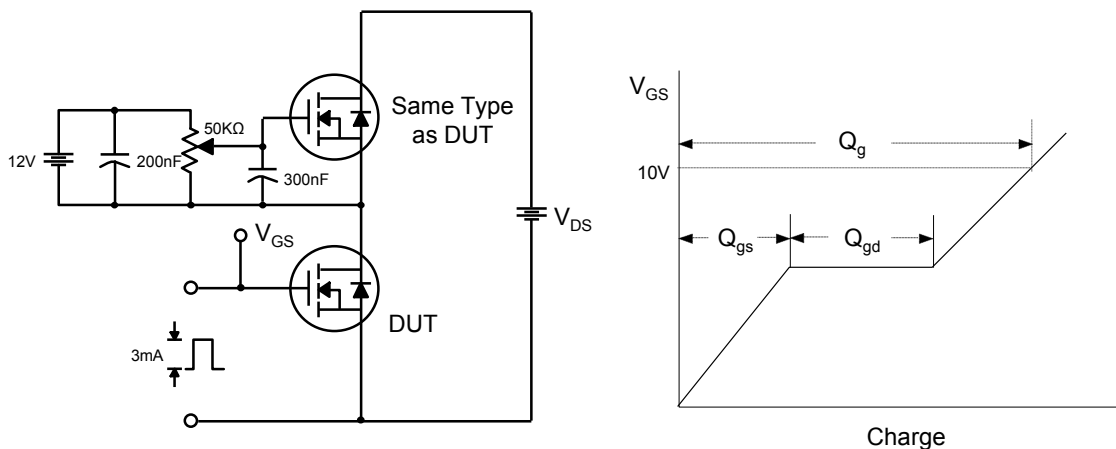 Same Type
as DUT
50KΩ
12V
200nF
300nF
V_GS
V_DS
DUT
3mA
V_GS
Q_g
10V
Q_gs
Q_gd
Charge